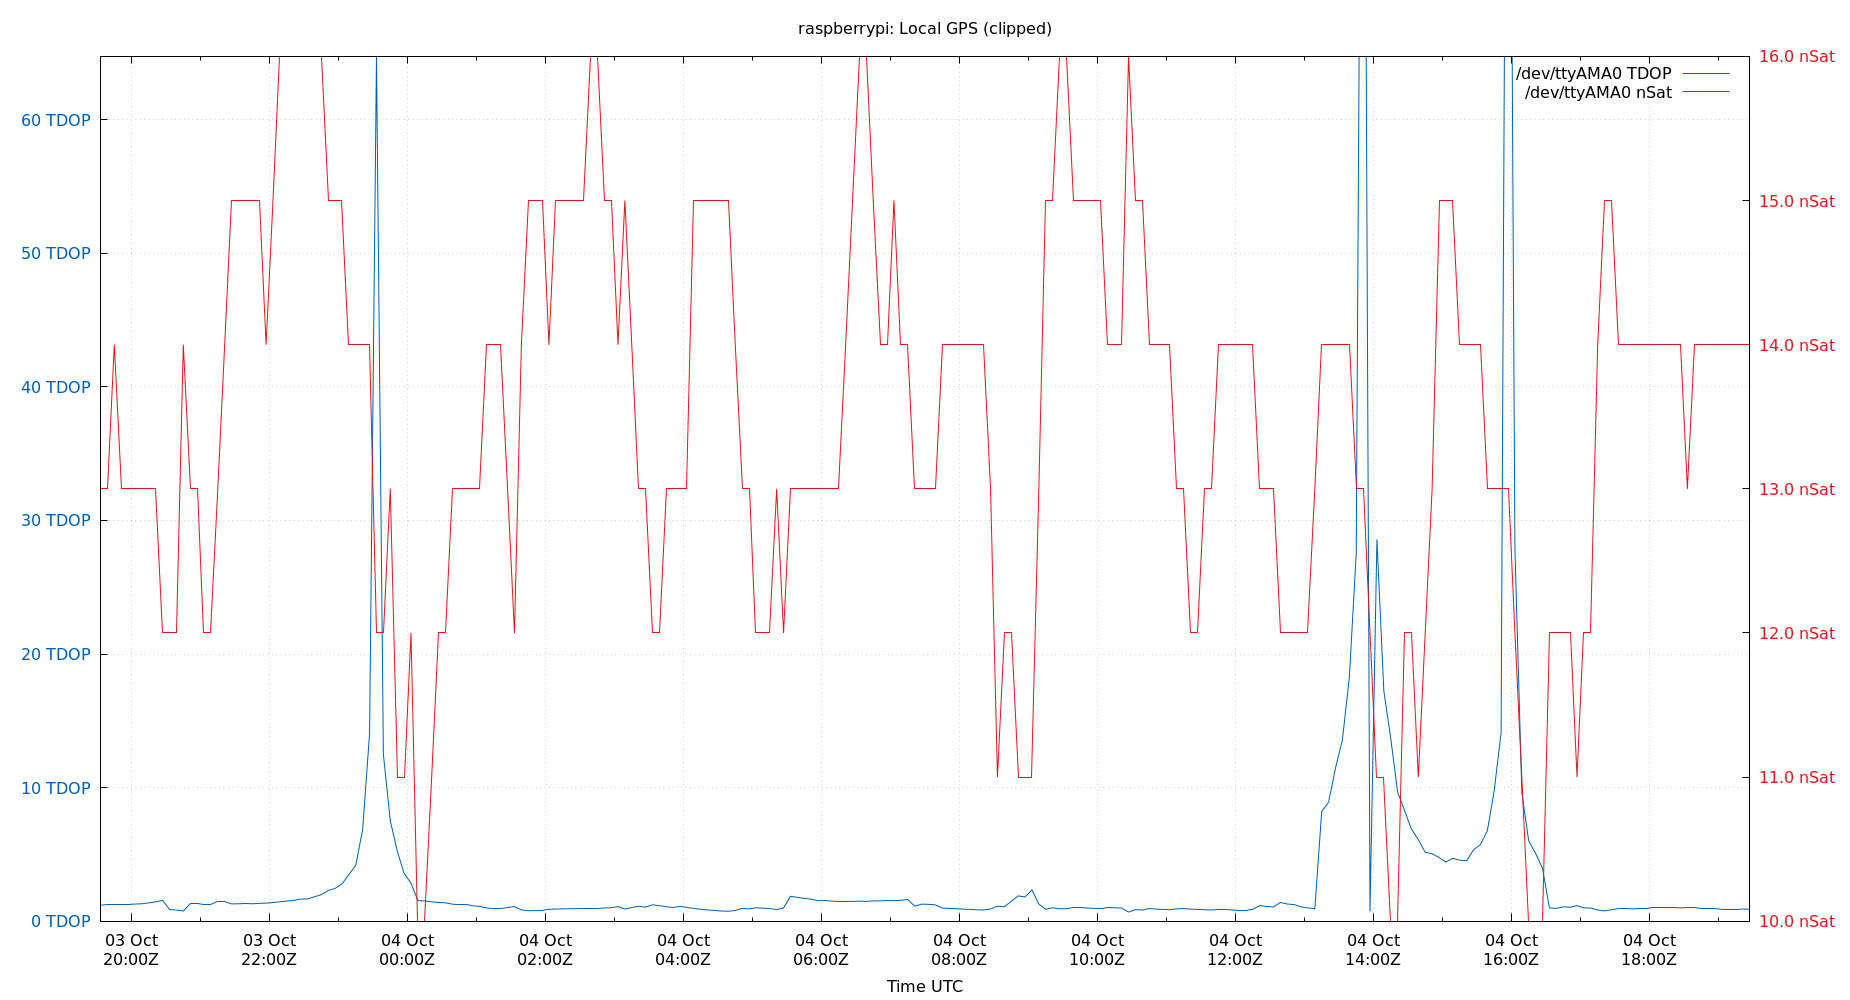 raspberrypi: Local GPS (clipped)
/dev/ttyAMA0 TDOP
/dev/ttyAMA0 nSat
60 TDOP
50 TDOP
40 TDOP
30 TDOP
20 TDOP
10 TDOP
0 TDOP
16.0 nSat
15.0 nSat
14.0 nSat
13.0 nSat
12.0 nSat
11.0 nSat
10.0 nSat
03 Oct
20:00Z
03 Oct
22:00Z
04 Oct
00:00Z
04 Oct
02:00Z
04 Oct
04:00Z
04 Oct
06:00Z
04 Oct
08:00Z
04 Oct
10:00Z
04 Oct
12:00Z
04 Oct
14:00Z
04 Oct
16:00Z
04 Oct
18:00Z
Time UTC